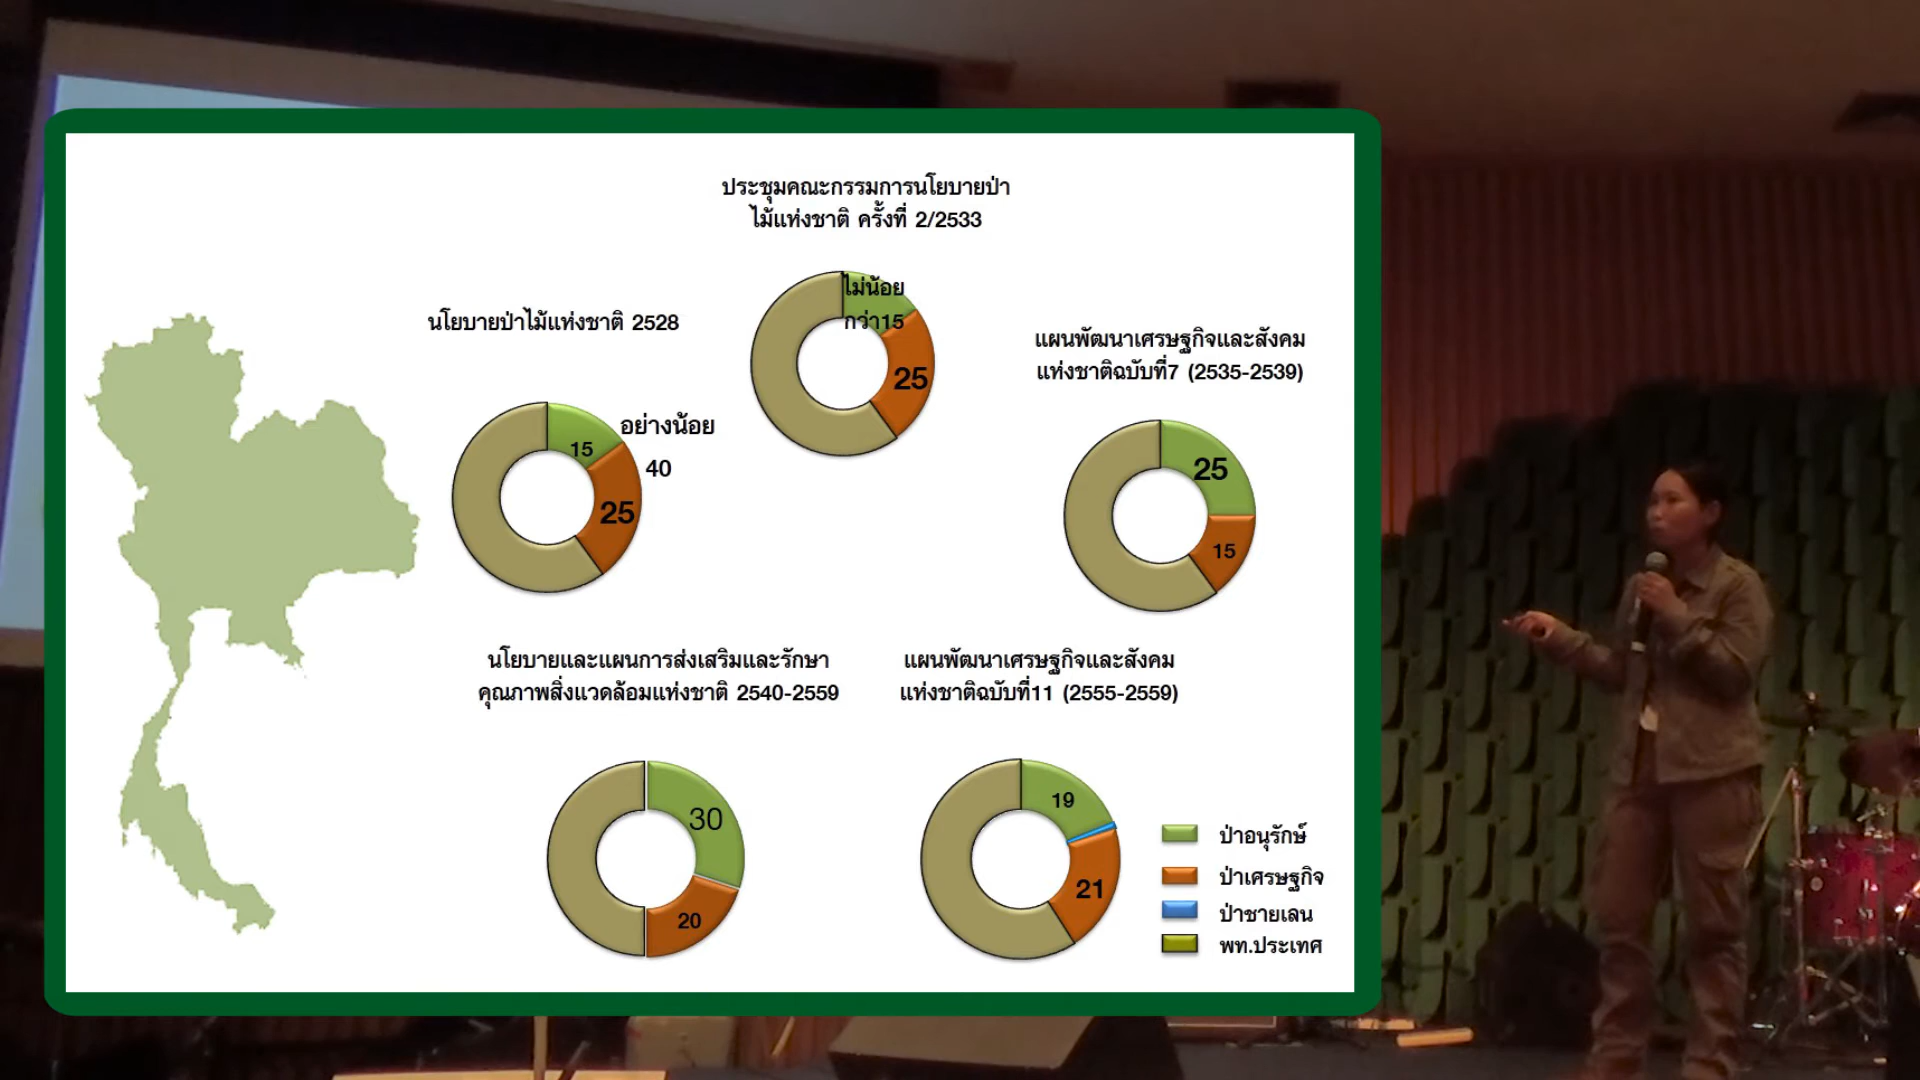 ประชุมคณะกรรมการนโยบายป่า
ไม้แห่งชาติ ครั้งที่ 2/2533
ไม่น้อย
กว่า15
25
นโยบายป่าไม้แห่งชาติ 2528
อย่างน้อย
40
15
25
แผนพัฒนาเศรษฐกิจและสังคม
แห่งชาติฉบับที่7 (2535-2539)
25
15
นโยบายและแผนการส่งเสริมและรักษา
คุณภาพสิ่งแวดล้อมแห่งชาติ 2540-2559
30
20
แผนพัฒนาเศรษฐกิจและสังคม
แห่งชาติฉบับที่11 (2555-2559)
19
21
ป่าอนุรักษ์
ป่าเศรษฐกิจ
ป่าชายเลน
พท.ประเทศ